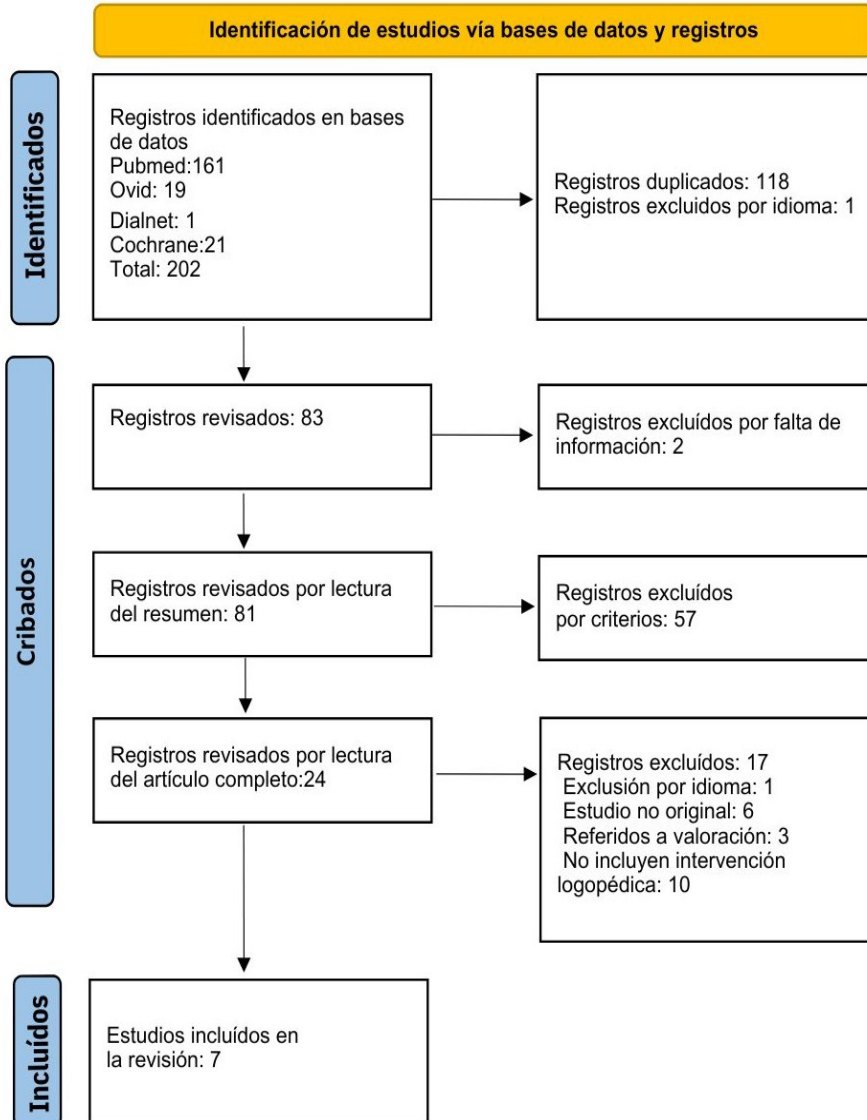 Identificación de estudios vía bases de datos y registros
Identificados
Registros identificados en bases
de datos
Pubmed:161
Ovid: 19
Dialnet: 1
Cochrane:21
Total: 202
Registros duplicados: 118
Registros excluidos por idioma: 1
Cribados
Registros revisados: 83
Registros excluídos por falta de
información: 2
Registros revisados por lectura
del resumen: 81
Registros excluídos
por criterios: 57
Registros revisados por lectura
del artículo completo:24
Registros excluídos: 17
Exclusión por idioma: 1
Estudio no original: 6
Referidos a valoración: 3
No incluyen intervención
logopédica: 10
Incluídos
Estudios incluídos en
la revisión: 7